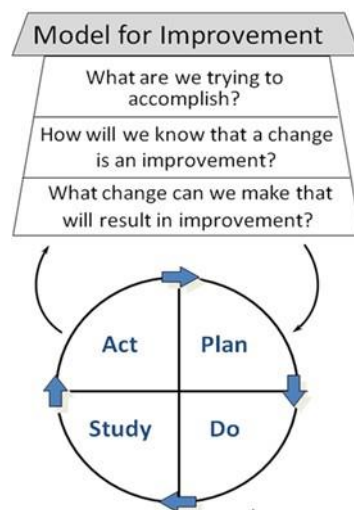 Model for Improvement
What are we trying to
accomplish?
How will we know that a change
is an improvement?
What change can we make that
will result in improvement?
Act
Plan
Study
Do